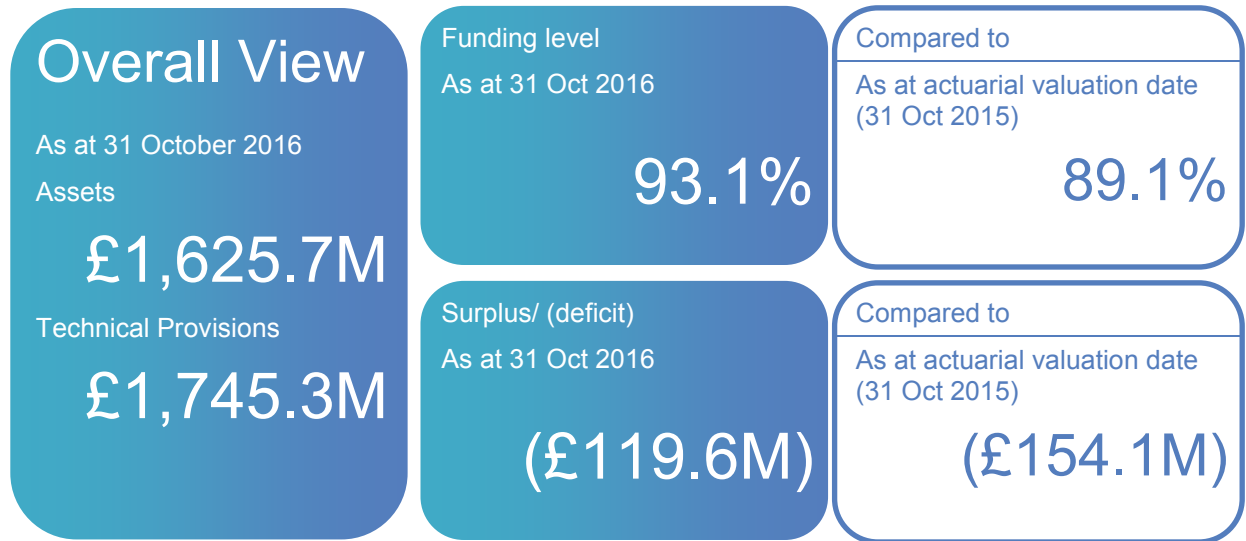 Overall View
As at 31 October 2016
Assets
£1,625.7M
Technical Provisions
£1,745.3M
Funding level
As at 31 Oct 2016
93.1%
Compared to
As at actuarial valuation date
(31 Oct 2015)
89.1%
Surplus/ (deficit)
As at 31 Oct 2016
(£119.6M)
Compared to
As at actuarial valuation date
(31 Oct 2015)
(£154.1M)